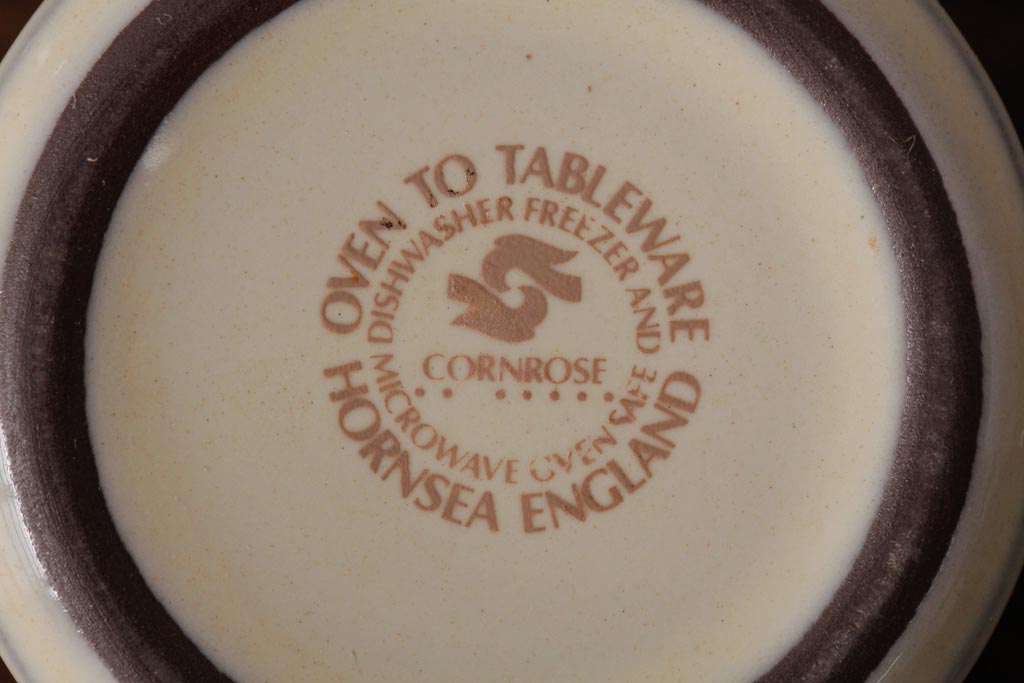 OVEN TO TABLEWARE
DISHWASHER FREEZER AND
CORNROSE
MICROWAVE OVEN SAFE
HORNSEA ENGLAND